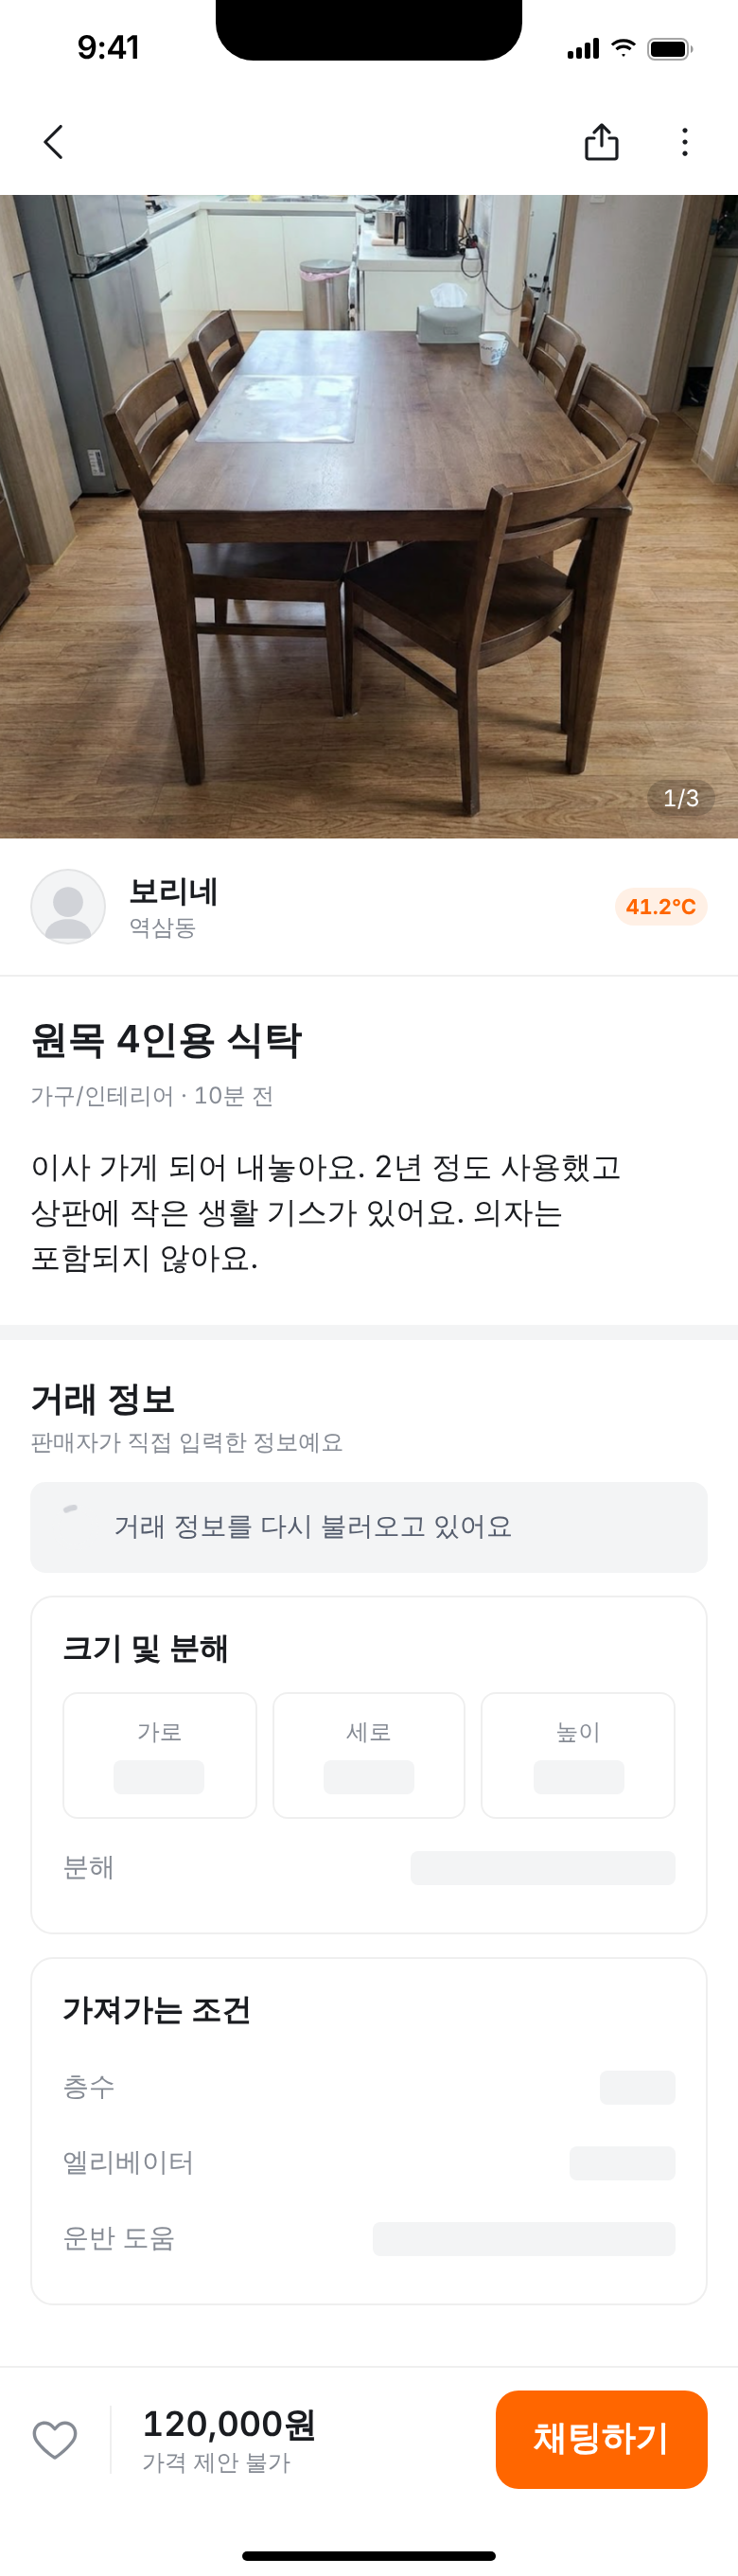 9:41
1/3
보리네
역삼동
41.2°C
원목 4인용 식탁
가구/인테리어 · 10분 전
이사 가게 되어 내놓아요. 2년 정도 사용했고
상판에 작은 생활 기스가 있어요. 의자는
포함되지 않아요.
거래 정보
판매자가 직접 입력한 정보예요
거래 정보를 다시 불러오고 있어요
크기 및 분해
가로
세로
높이
분해
가져가는 조건
층수
엘리베이터
운반 도움
120,000원
가격 제안 불가
채팅하기